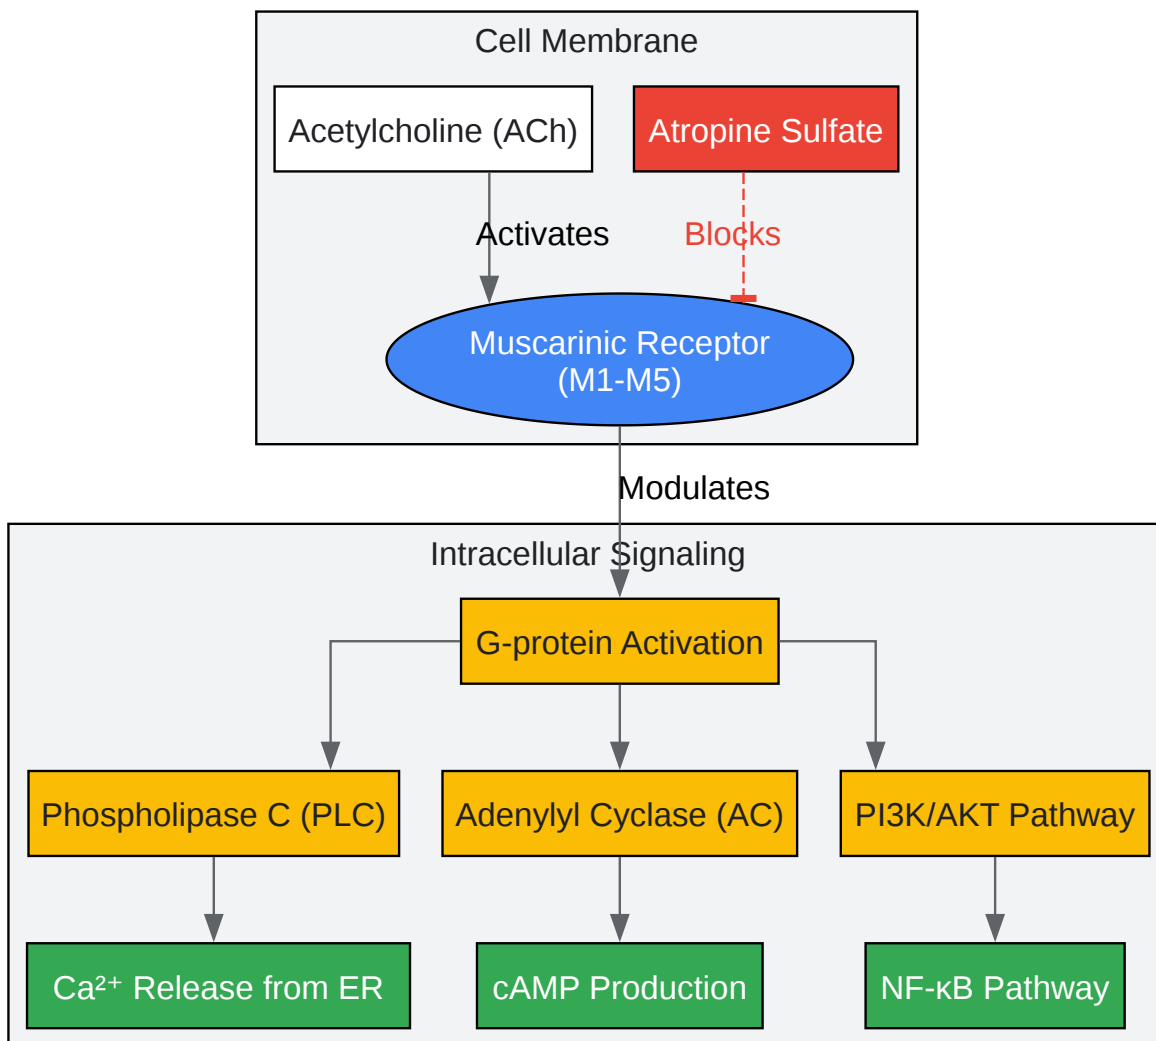 Cell Membrane
Acetylcholine (ACh)
Atropine Sulfate
Activates
Blocks
Muscarinic Receptor
(M1-M5)
Modulates
Intracellular Signaling
G-protein Activation
Phospholipase C (PLC)
Adenylyl Cyclase (AC)
PI3K/AKT Pathway
Ca²⁺ Release from ER
cAMP Production
NF-κB Pathway